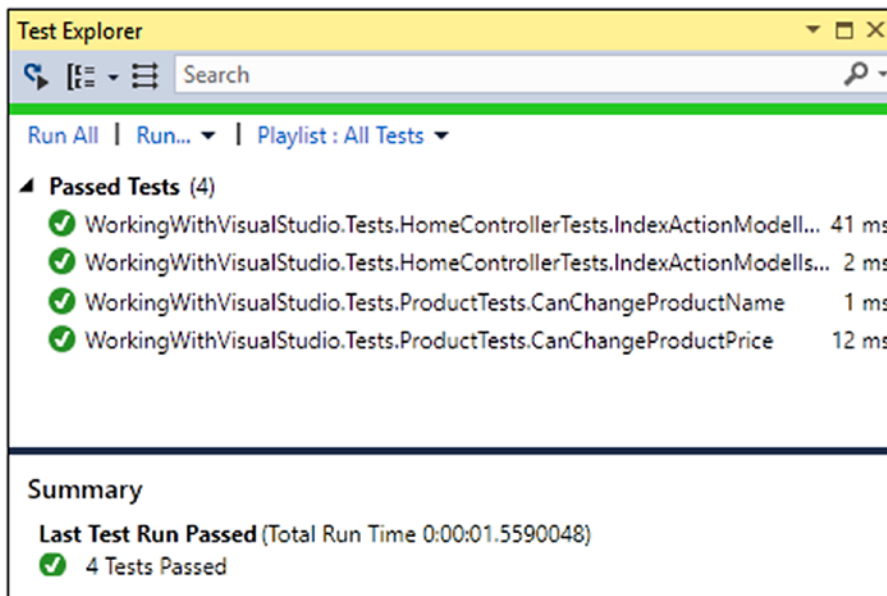 Test Explorer
Search
Run All | Run... | Playlist : All Tests
Passed Tests (4)
WorkingWithVisualStudio.Tests.HomeControllerTests.IndexActionModelI... 41 ms
WorkingWithVisualStudio.Tests.HomeControllerTests.IndexActionModelIs... 2 ms
WorkingWithVisualStudio.Tests.ProductTests.CanChangeProductName 1 ms
WorkingWithVisualStudio.Tests.ProductTests.CanChangeProductPrice 12 ms
Summary
Last Test Run Passed (Total Run Time 0:00:01.5590048)
4 Tests Passed